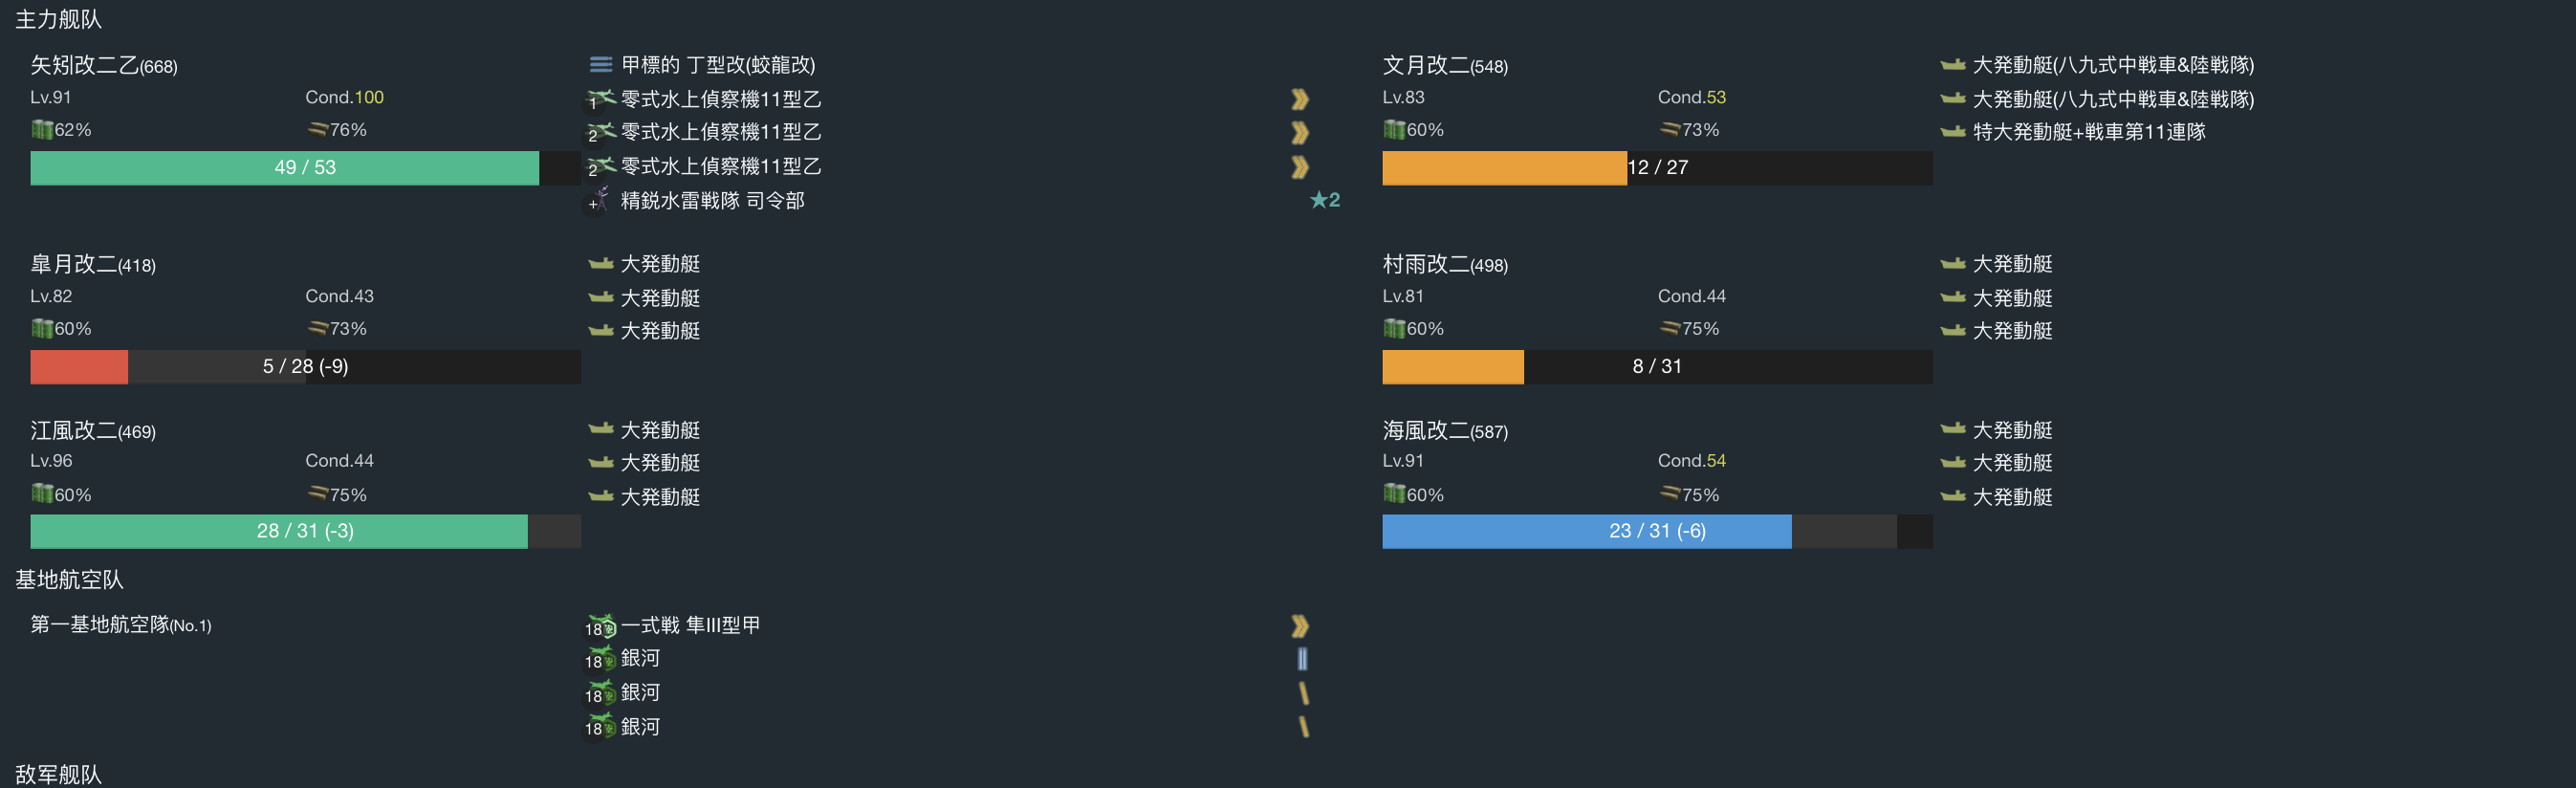 主力舰队
矢矧改二乙(668)
Lv.91 Cond.100
62% 76%
49 / 53
甲標的 丁型改(蛟龍改)
1 零式水上偵察機11型乙
2 零式水上偵察機11型乙
2 零式水上偵察機11型乙
+ 精鋭水雷戦隊 司令部 ★2
文月改二(548)
Lv.83 Cond.53
60% 73%
12 / 27
大発動艇(八九式中戦車&陸戦隊)
大発動艇(八九式中戦車&陸戦隊)
特大発動艇+戦車第11連隊
皐月改二(418)
Lv.82 Cond.43
60% 73%
5 / 28 (-9)
大発動艇
大発動艇
大発動艇
村雨改二(498)
Lv.81 Cond.44
60% 75%
8 / 31
大発動艇
大発動艇
大発動艇
江風改二(469)
Lv.96 Cond.44
60% 75%
28 / 31 (-3)
大発動艇
大発動艇
大発動艇
海風改二(587)
Lv.91 Cond.54
60% 75%
23 / 31 (-6)
大発動艇
大発動艇
大発動艇
基地航空队
第一基地航空隊(No.1)
18 一式戦 隼III型甲
18 銀河
18 銀河
18 銀河
敌军舰队